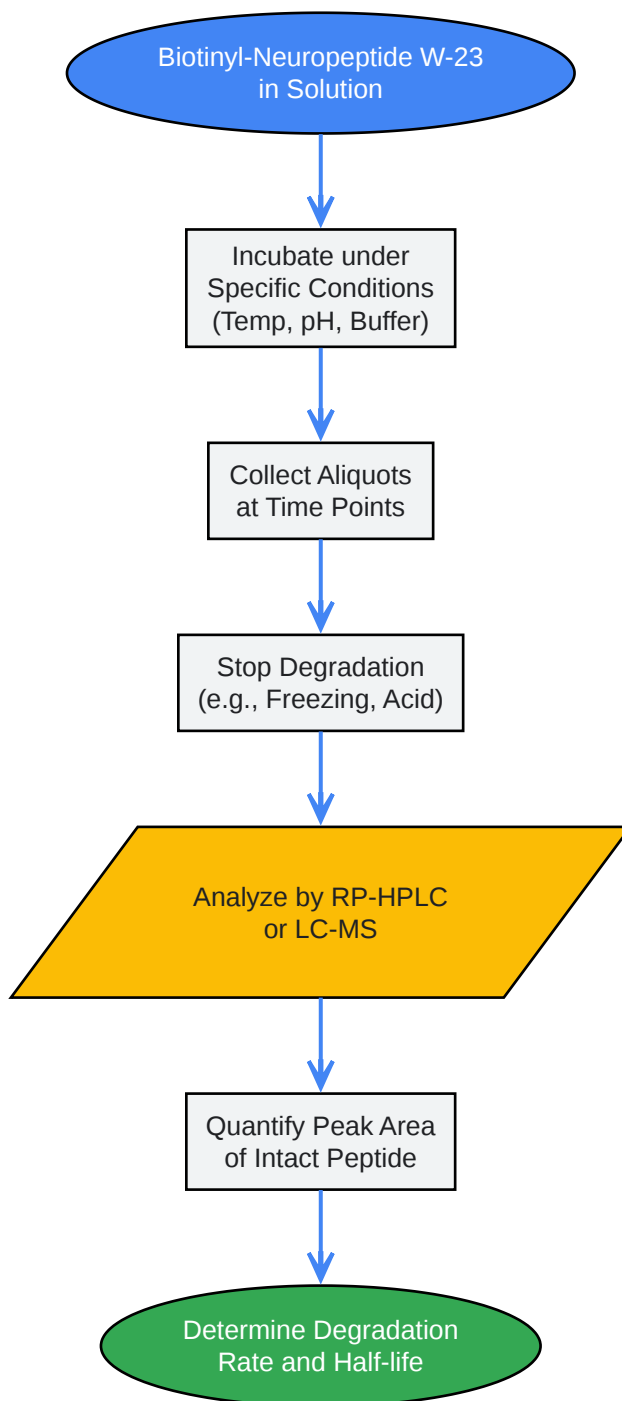 Biotinyl-Neuropeptide W-23
in Solution
Incubate under
Specific Conditions
(Temp, pH, Buffer)
Collect Aliquots
at Time Points
Stop Degradation
(e.g., Freezing, Acid)
Analyze by RP-HPLC
or LC-MS
Quantify Peak Area
of Intact Peptide
Determine Degradation
Rate and Half-life